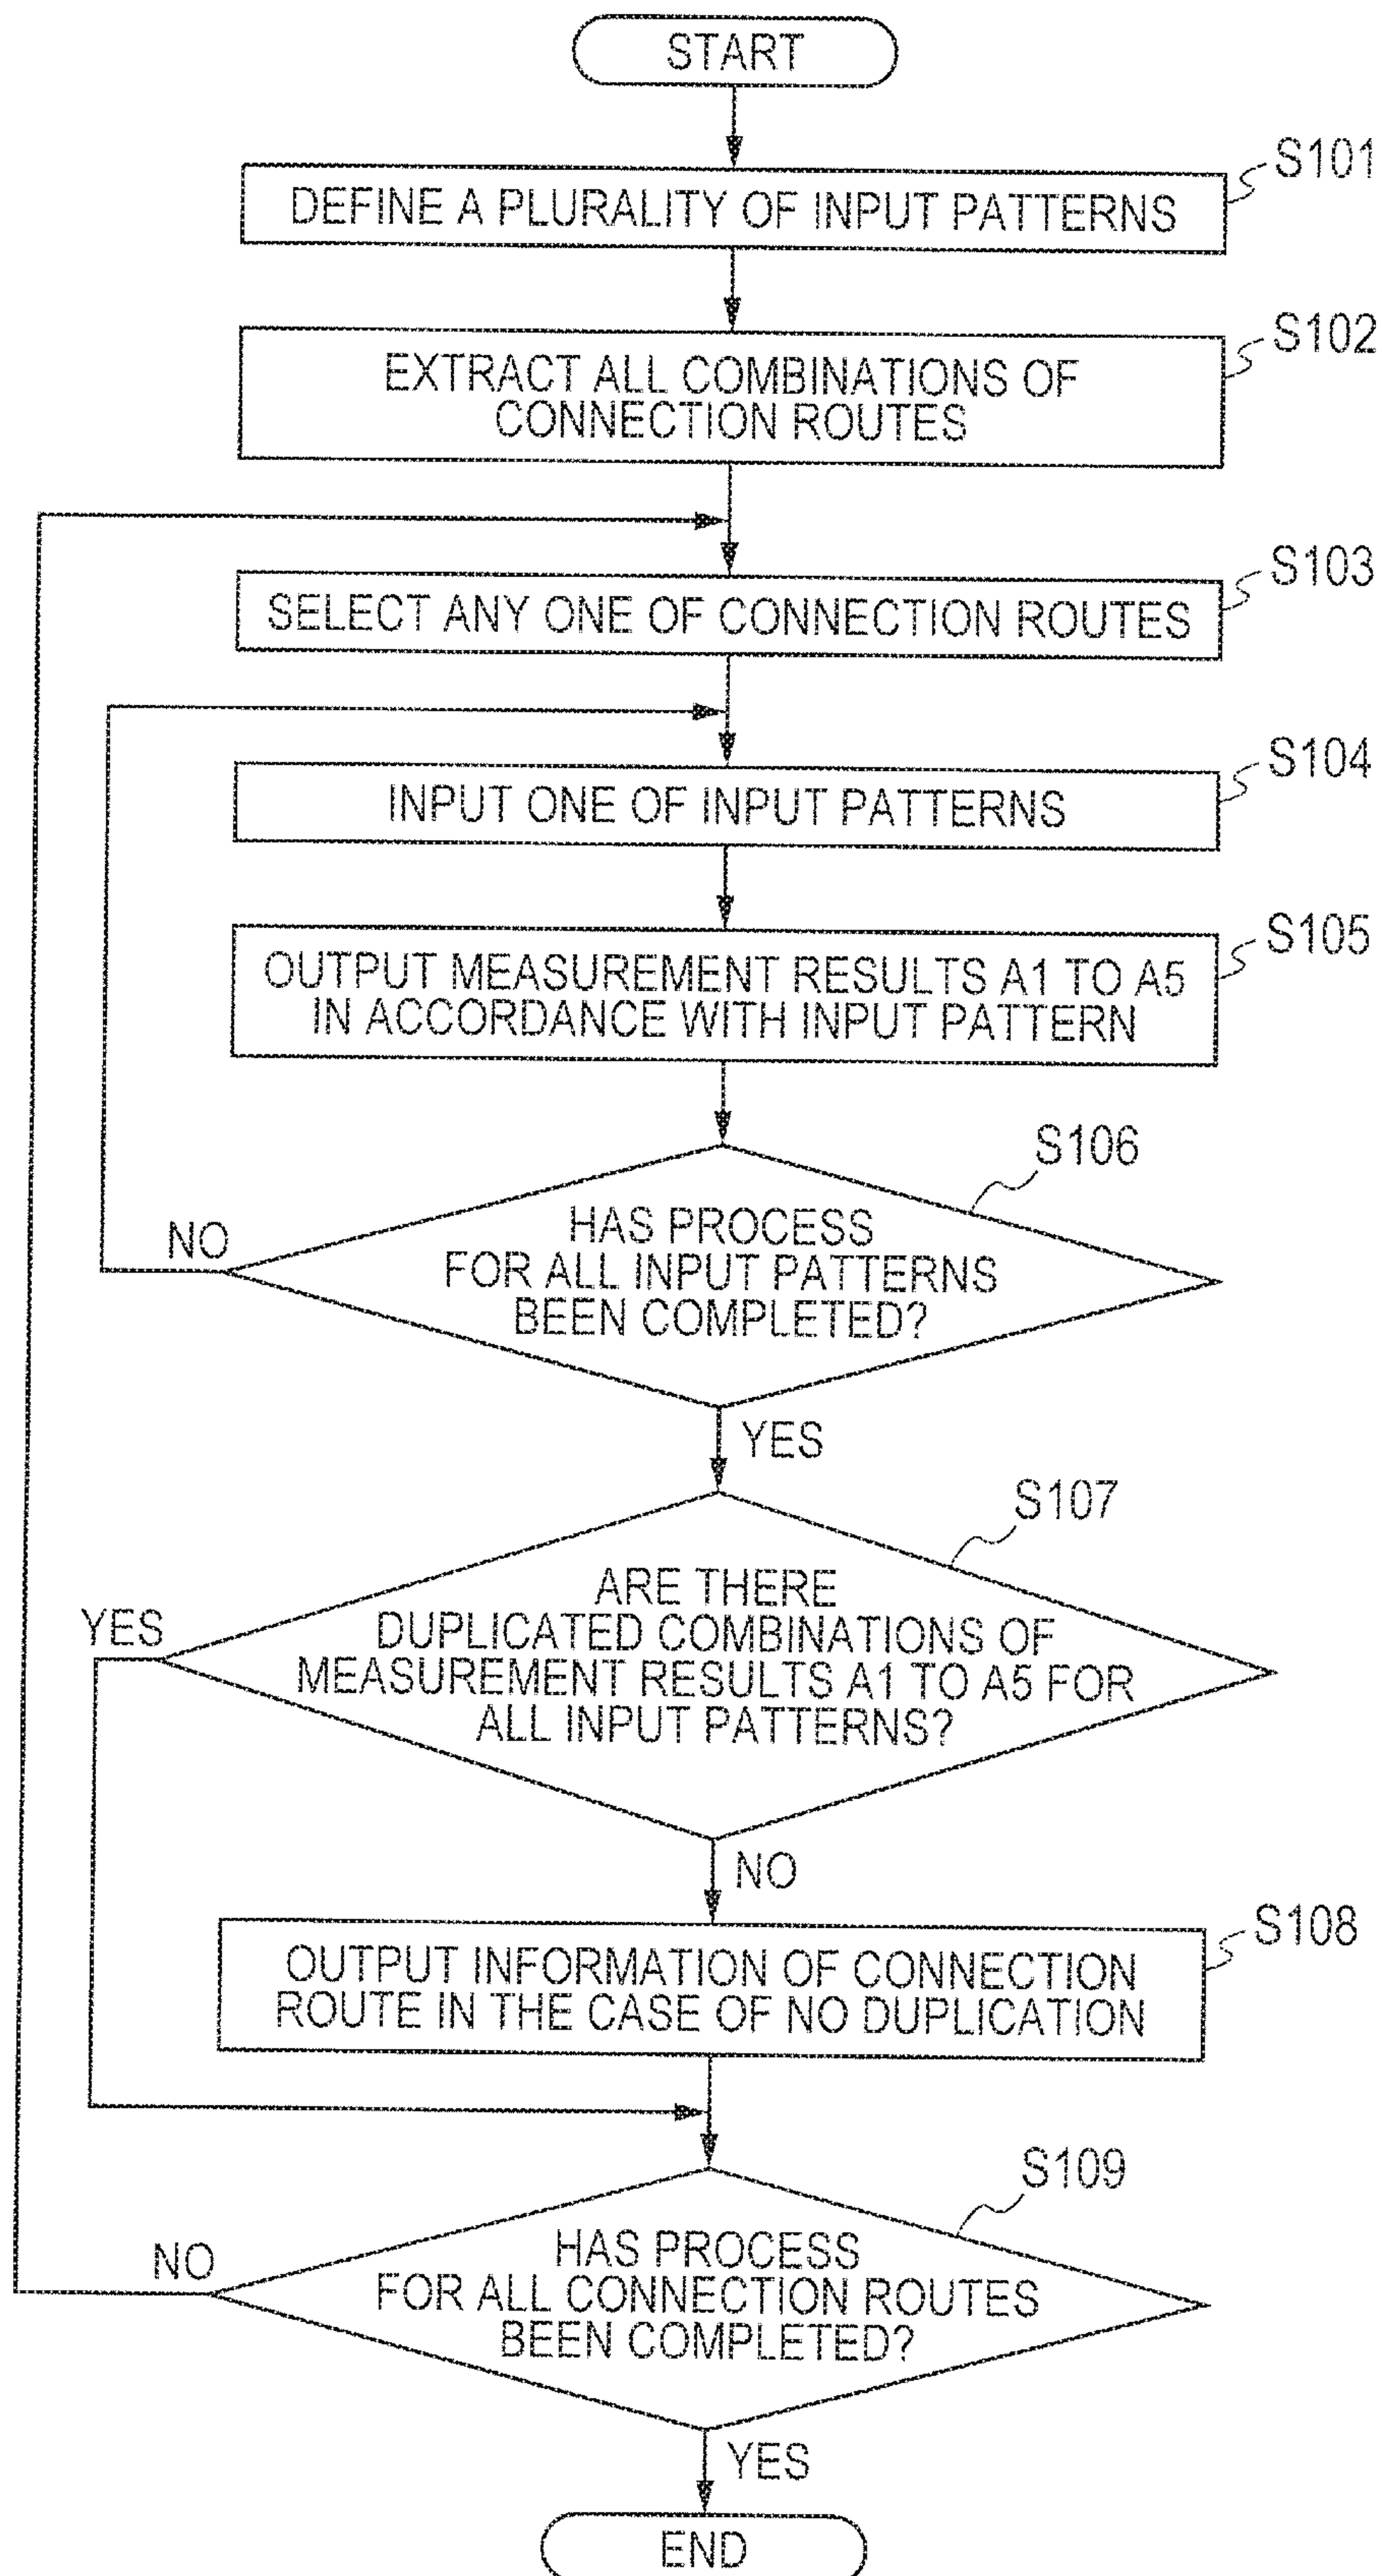 START
S101
DEFINE A PLURALITY OF INPUT PATTERNS
S102
EXTRACT ALL COMBINATIONS OF
CONNECTION ROUTES
S103
SELECT ANY ONE OF CONNECTION ROUTES
S104
INPUT ONE OF INPUT PATTERNS
S105
OUTPUT MEASUREMENT RESULTS A1 TO A5
IN ACCORDANCE WITH INPUT PATTERN
S106
HAS PROCESS
FOR ALL INPUT PATTERNS
BEEN COMPLETED?
NO
YES
S107
ARE THERE
DUPLICATED COMBINATIONS OF
MEASUREMENT RESULTS A1 TO A5 FOR
ALL INPUT PATTERNS?
YES
NO
S108
OUTPUT INFORMATION OF CONNECTION
ROUTE IN THE CASE OF NO DUPLICATION
S109
HAS PROCESS
FOR ALL CONNECTION ROUTES
BEEN COMPLETED?
NO
YES
END